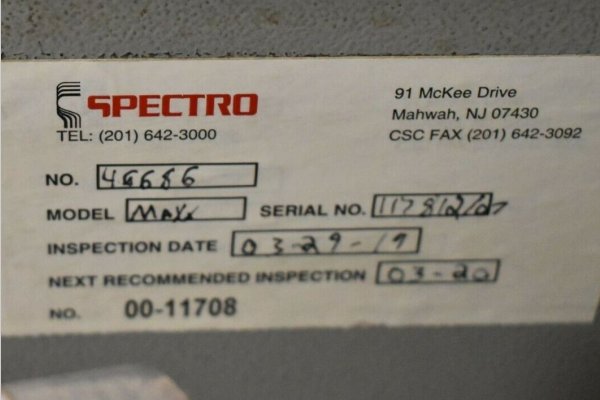 SPECTRO
TEL: (201) 642-3000
91 McKee Drive
Mahwah, NJ 07430
CSC FAX (201) 642-3092
NO. 46686
MODEL MAXx SERIAL NO.
INSPECTION DATE 03-29-19
NEXT RECOMMENDED INSPECTION 03-20
NO. 00-11708